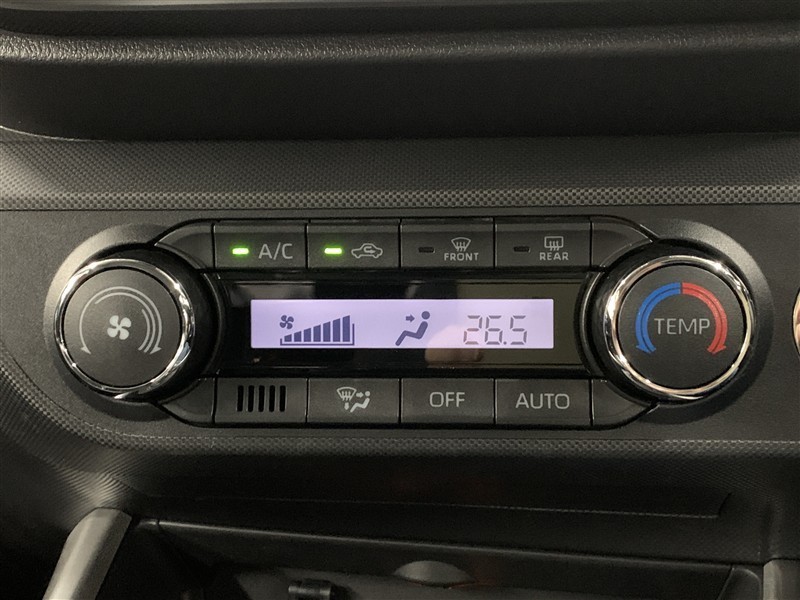 A/C
FRONT
REAR
26.5
TEMP
OFF
AUTO